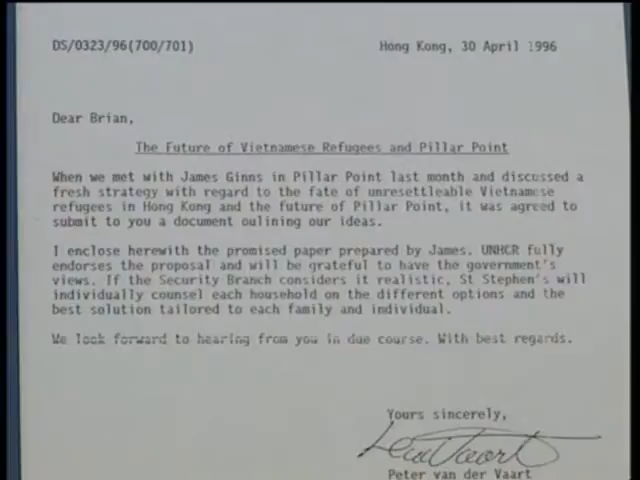 DS/0323/96(700/701)
Hong Kong, 30 April 1996
Dear Brian,
The Future of Vietnamese Refugees and Pillar Point
When we met with James Ginns in Pillar Point last month and discussed a
fresh strategy with regard to the fate of unresettleable Vietnamese
refugees in Hong Kong and the future of Pillar Point, it was agreed to
submit to you a document oulining our ideas.
I enclose herewith the promised paper prepared by James. UNHCR fully
endorses the proposal and will be grateful to have the government's
views. If the Security Branch considers it realistic, St Stephen's will
individually counsel each household on the different options and the
best solution tailored to each family and individual.
We look forward to hearing from you in due course. With best regards.
Yours sincerely,
Peter van der Vaart